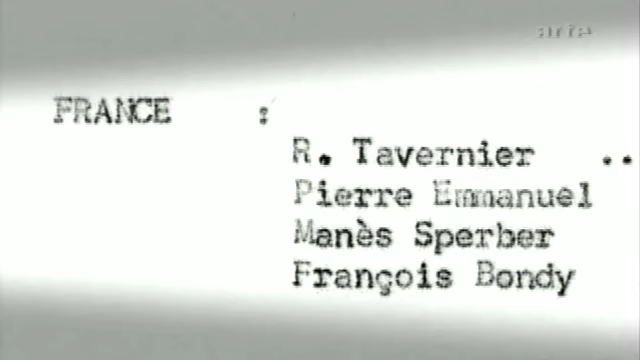 arte
FRANCE :
R. Tavernier ..
Pierre Emmanuel
Manès Sperber
François Bondy